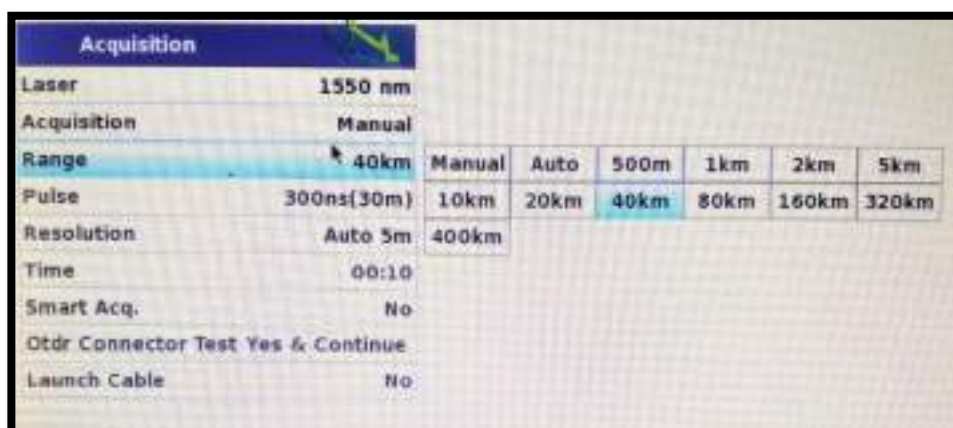 Acquisition
Laser 1550 nm
Acquisition Manual
Range 40km Manual Auto 500m 1km 2km 5km
Pulse 300ns(30m) 10km 20km 40km 80km 160km 320km
Resolution Auto 5m 400km
Time 00:10
Smart Acq. No
Otdr Connector Test Yes & Continue
Launch Cable No